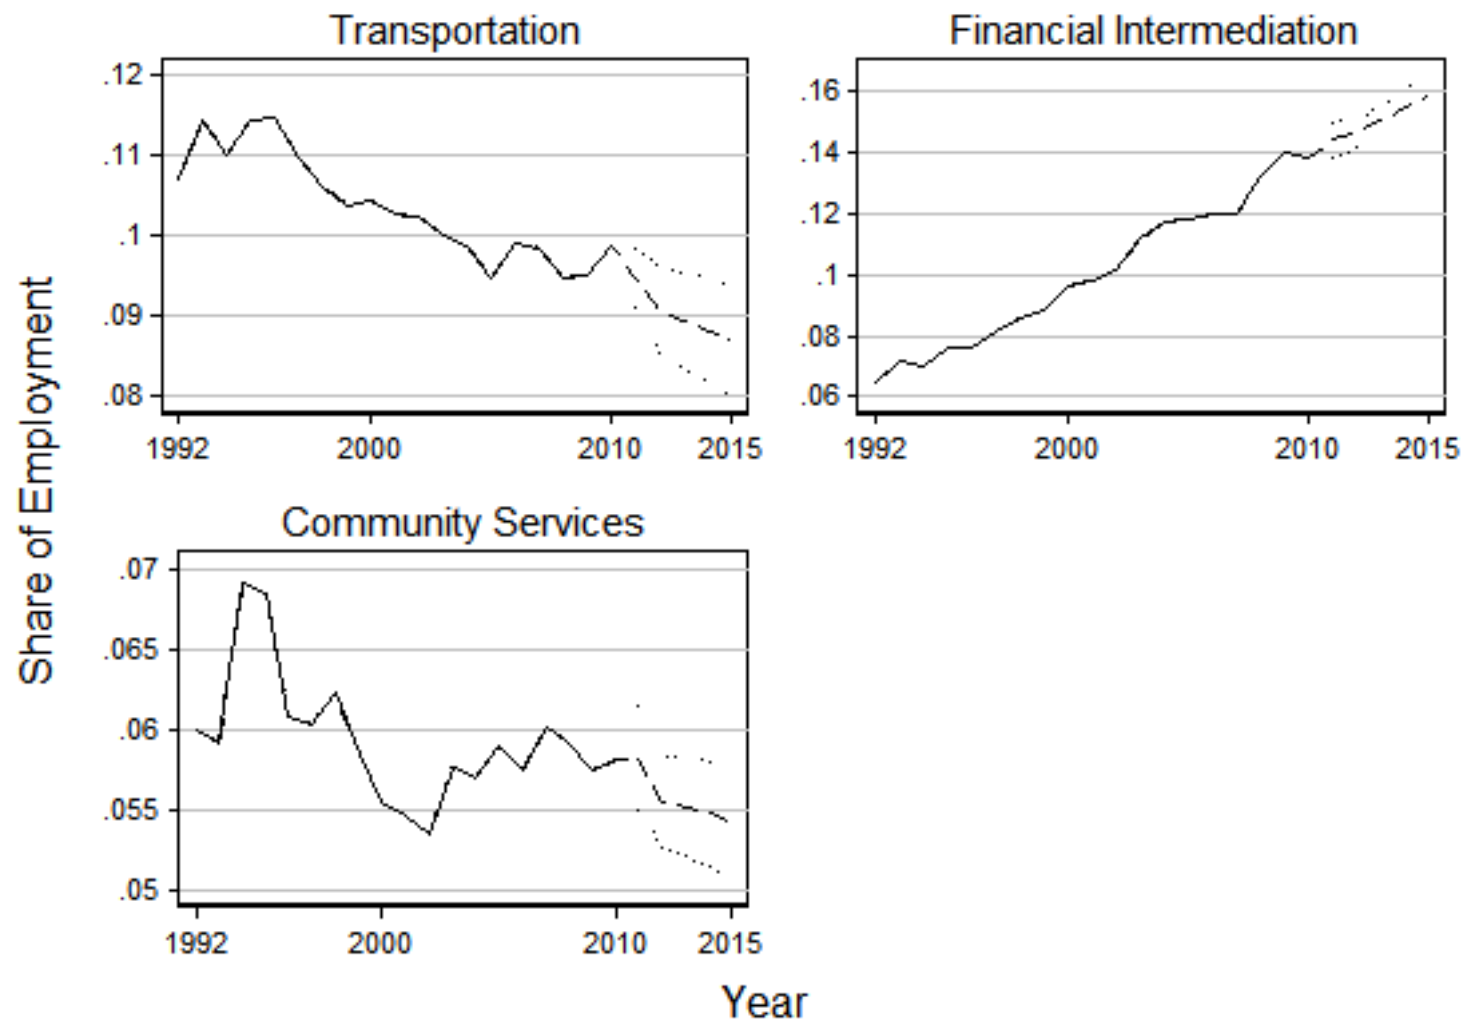 Transportation
.12
.11
.1
.09
.08
1992 2000 2010 2015
Financial Intermediation
.16
.14
.12
.1
.08
.06
1992 2000 2010 2015
Community Services
.07
.065
.06
.055
.05
1992 2000 2010 2015
Share of Employment
Year